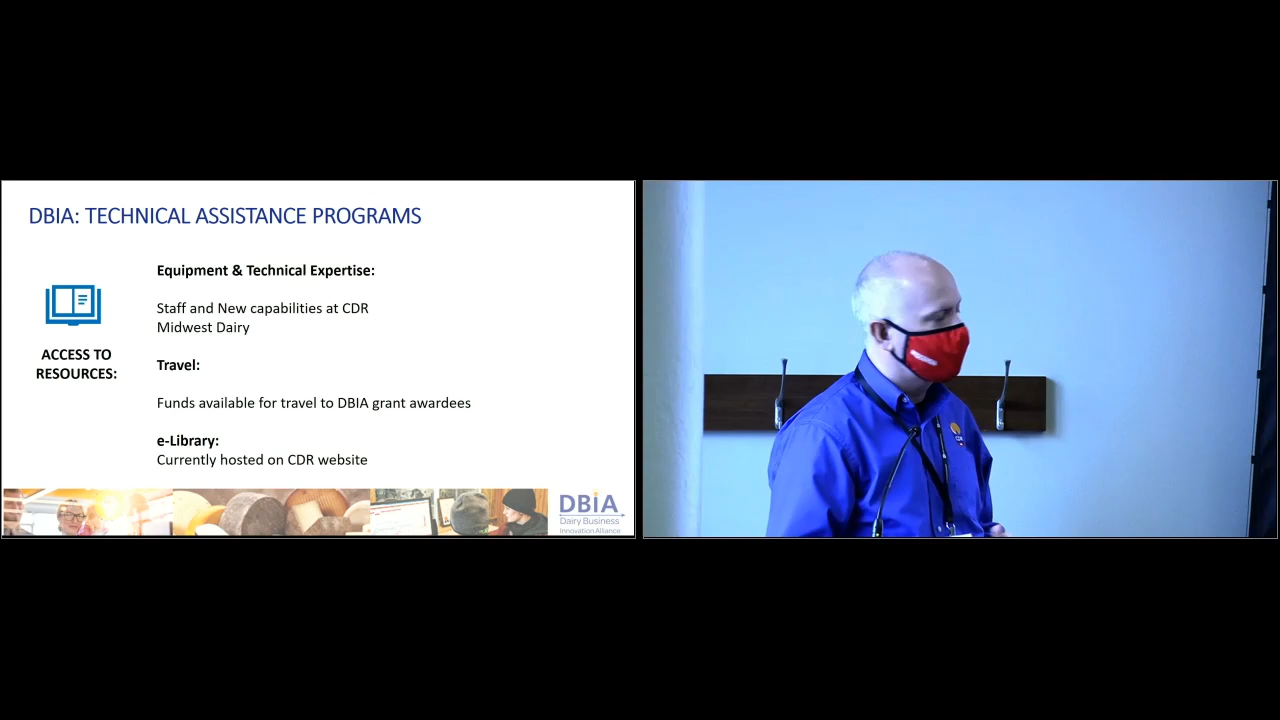 DBIA: TECHNICAL ASSISTANCE PROGRAMS
ACCESS TO
RESOURCES:
Equipment & Technical Expertise:
Staff and New capabilities at CDR
Midwest Dairy
Travel:
Funds available for travel to DBIA grant awardees
e-Library:
Currently hosted on CDR website
DBiA
Dairy Business
Innovation Alliance
CDR